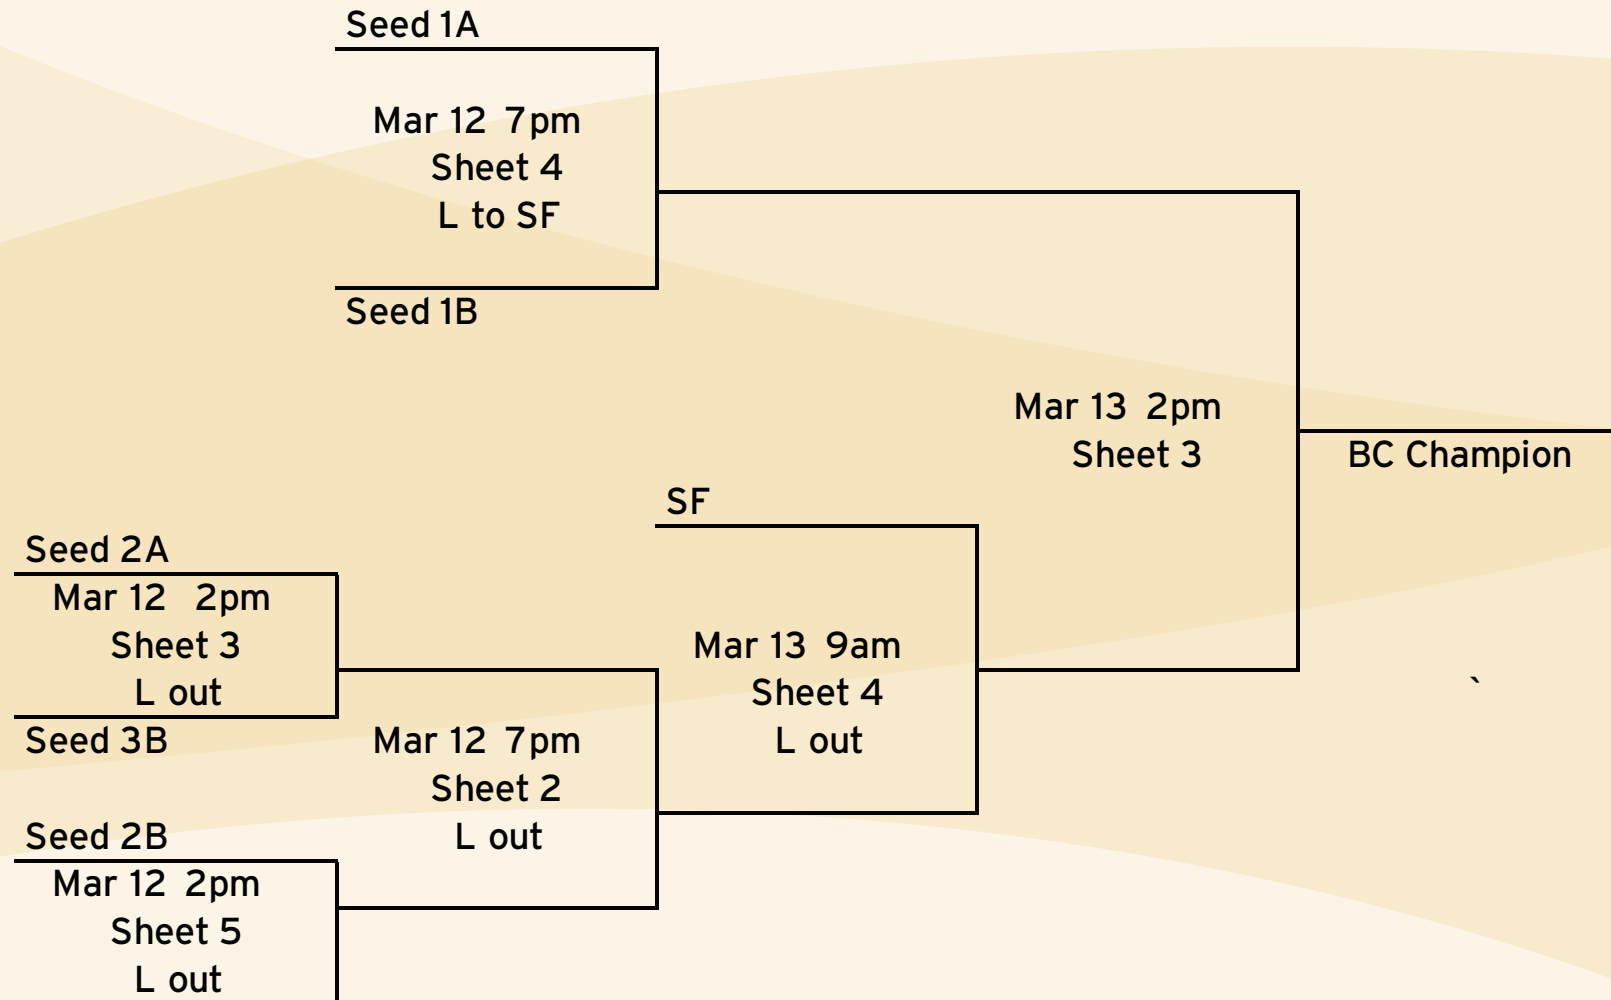 Seed 1A
Mar 12 7pm
Sheet 4
L to SF
Seed 1B
Mar 13 2pm
Sheet 3
BC Champion
SF
Seed 2A
Mar 12 2pm
Sheet 3
L out
Seed 3B
Mar 13 9am
Sheet 4
L out
`
Mar 12 7pm
Sheet 2
L out
Seed 2B
Mar 12 2pm
Sheet 5
L out